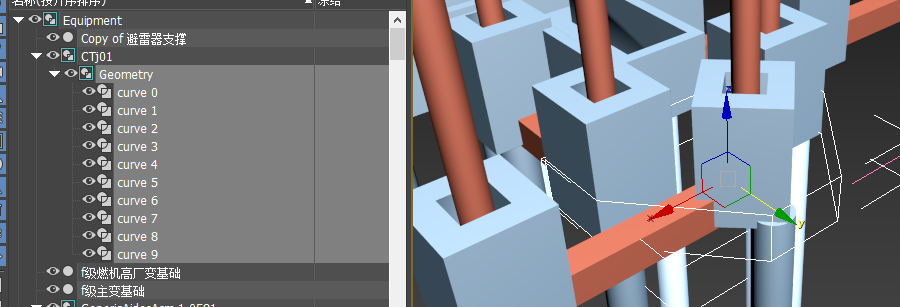 名称(按升序排序) 冻结
Equipment
Copy of 避雷器支撑
CTj01
Geometry
curve 0
curve 1
curve 2
curve 3
curve 4
curve 5
curve 6
curve 7
curve 8
curve 9
f级燃机高厂变基础
f级主变基础
x
y